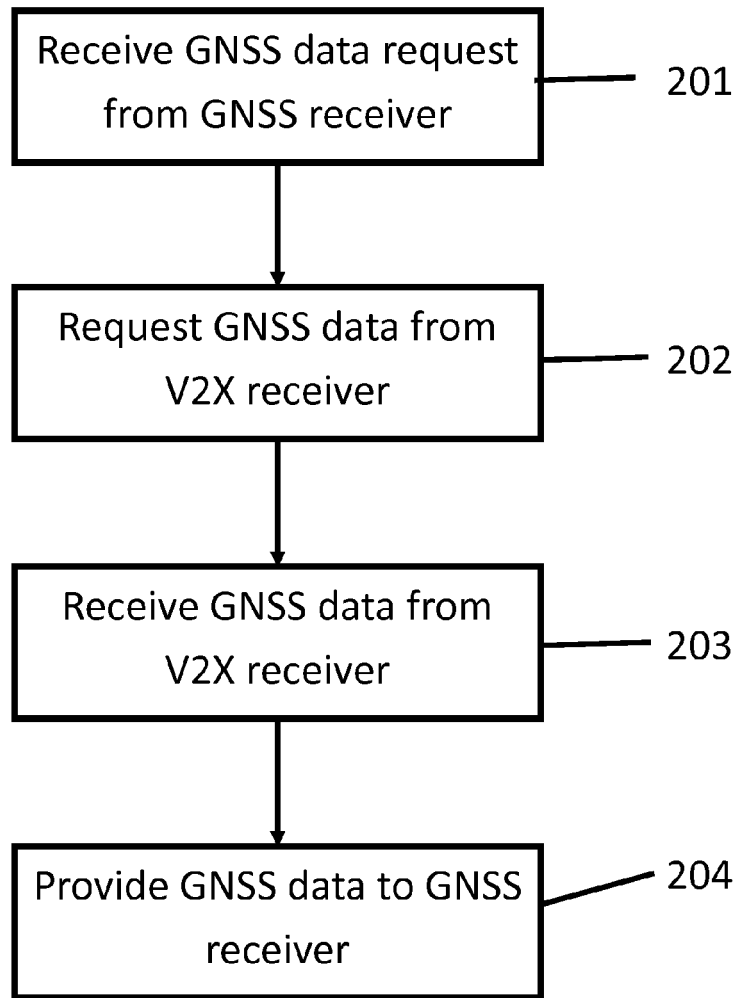 Receive GNSS data request
from GNSS receiver
201
Request GNSS data from
V2X receiver
202
Receive GNSS data from
V2X receiver
203
Provide GNSS data to GNSS
receiver
204